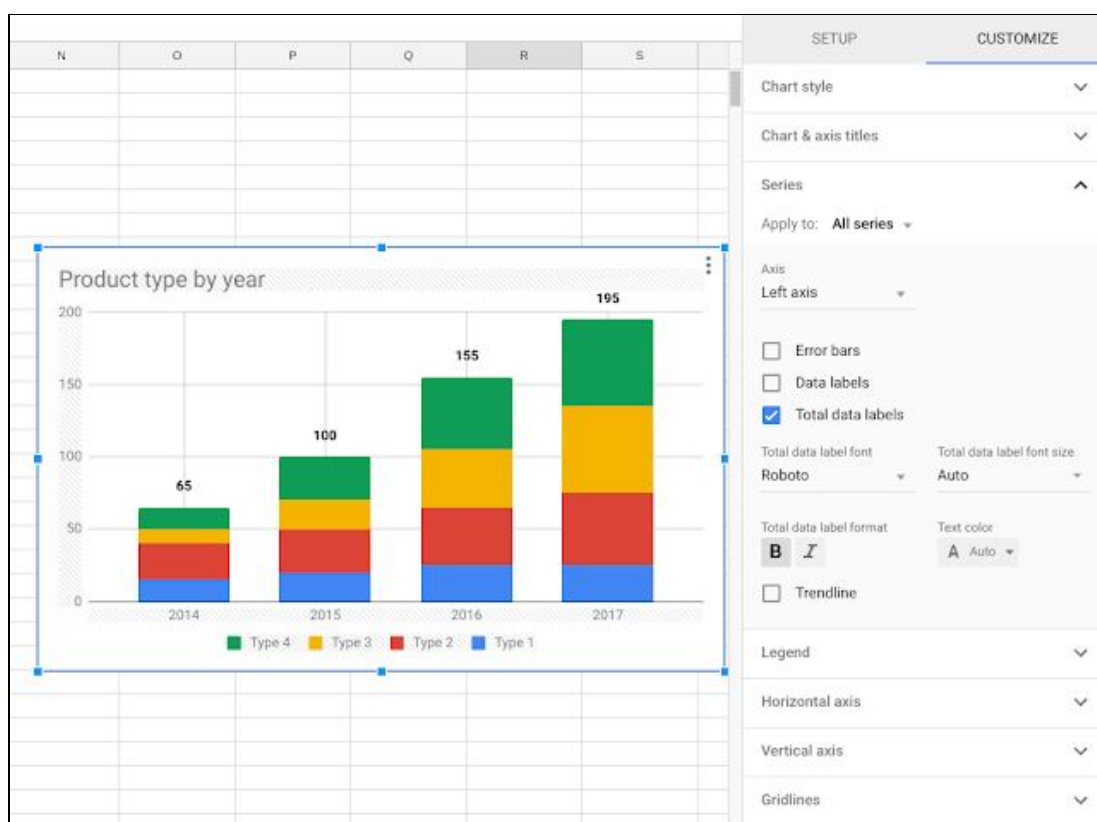 SETUP CUSTOMIZE
N O P Q R S
Chart style
Chart & axis titles
Series
Apply to: All series
Product type by year
200
150
100
50
0
65
100
155
195
2014 2015 2016 2017
Type 4 Type 3 Type 2 Type 1
Axis
Left axis
Error bars
Data labels
Total data labels
Total data label font Total data label font size
Roboto Auto
Total data label format Text color
B I A Auto
Trendline
Legend
Horizontal axis
Vertical axis
Gridlines